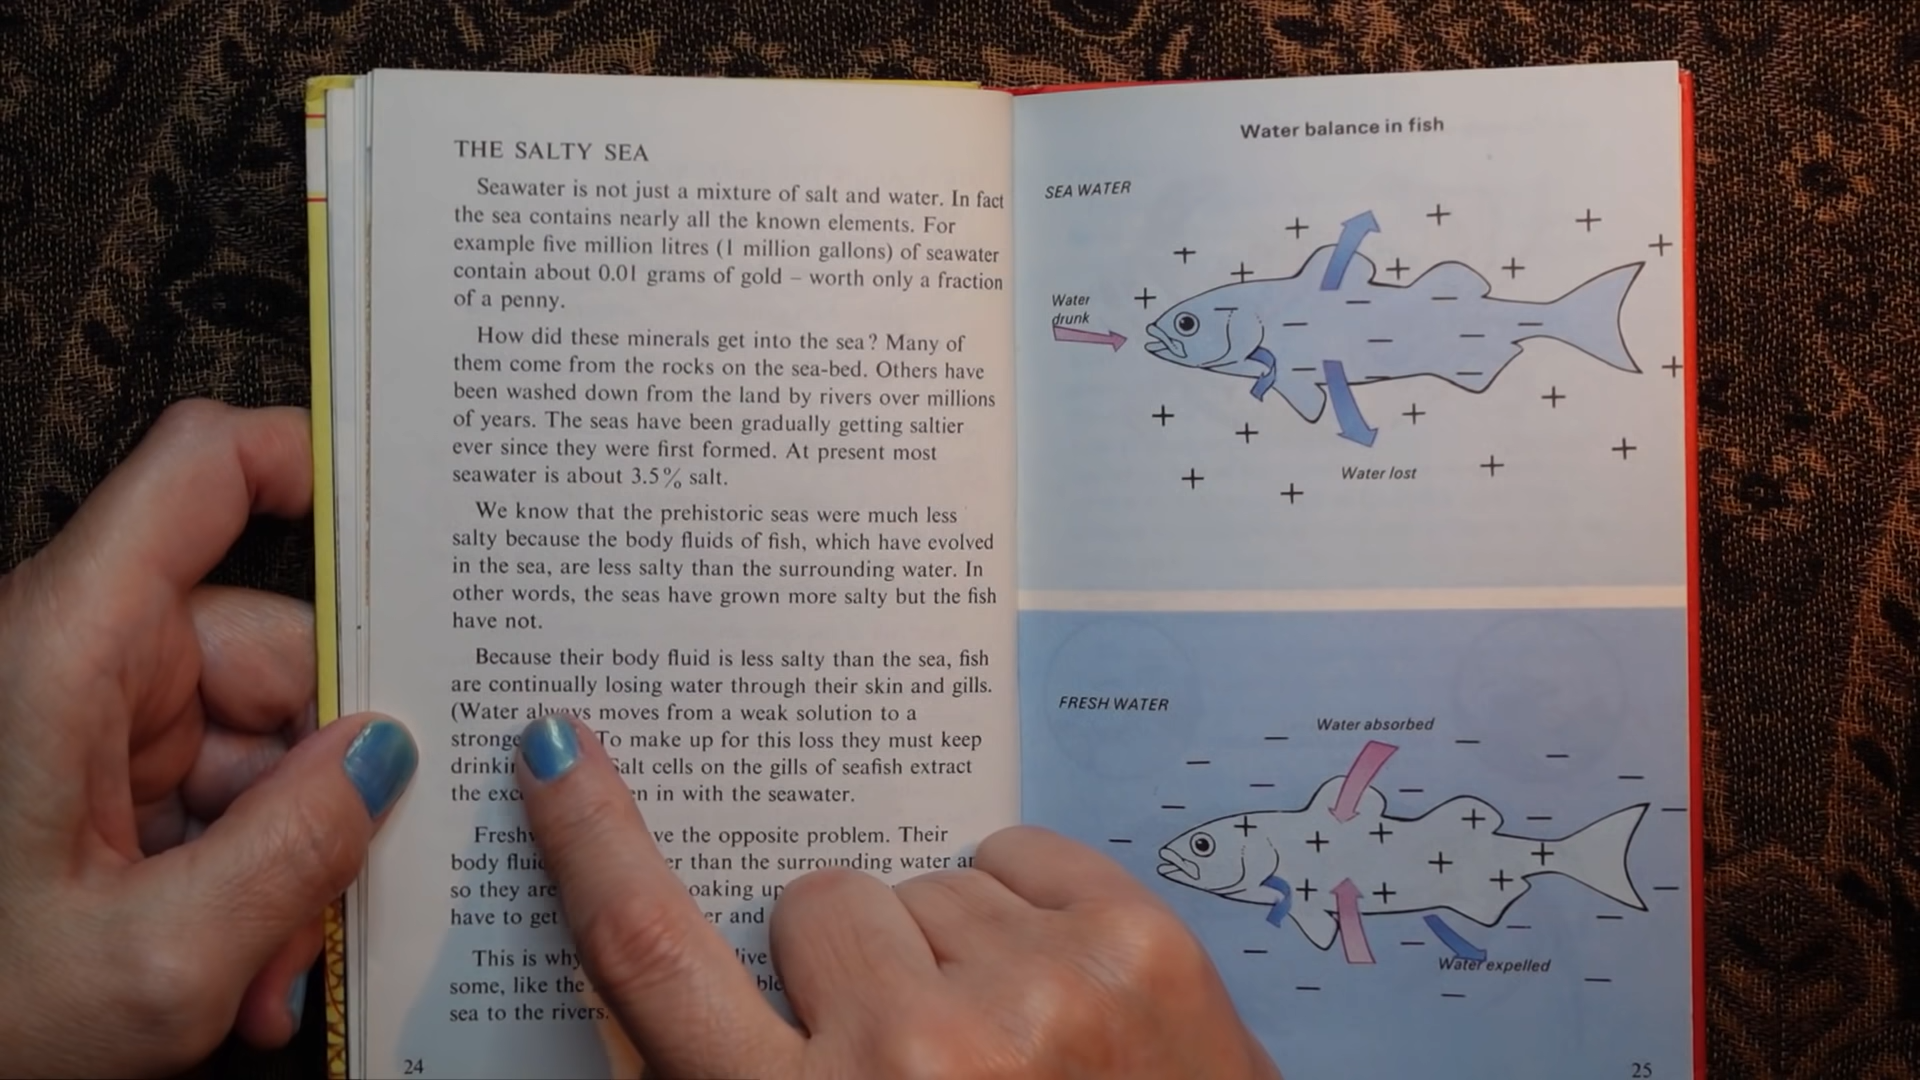 THE SALTY SEA
Seawater is not just a mixture of salt and water. In fact
the sea contains nearly all the known elements. For
example five million litres (1 million gallons) of seawater
contain about 0.01 grams of gold – worth only a fraction
of a penny.
How did these minerals get into the sea? Many of
them come from the rocks on the sea-bed. Others have
been washed down from the land by rivers over millions
of years. The seas have been gradually getting saltier
ever since they were first formed. At present most
seawater is about 3.5% salt.
We know that the prehistoric seas were much less
salty because the body fluids of fish, which have evolved
in the sea, are less salty than the surrounding water. In
other words, the seas have grown more salty but the fish
have not.
Because their body fluid is less salty than the sea, fish
are continually losing water through their skin and gills.
(Water always moves from a weak solution to a
To make up for this loss they must keep
Salt cells on the gills of seafish extract
the in with the seawater.
the opposite problem. Their
body than the surrounding water
so they are up
have to get and
This is why
some, like the
sea to the rivers.
24
Water balance in fish
SEA WATER
Water
drunk
Water lost
FRESH WATER
Water absorbed
Water expelled
25